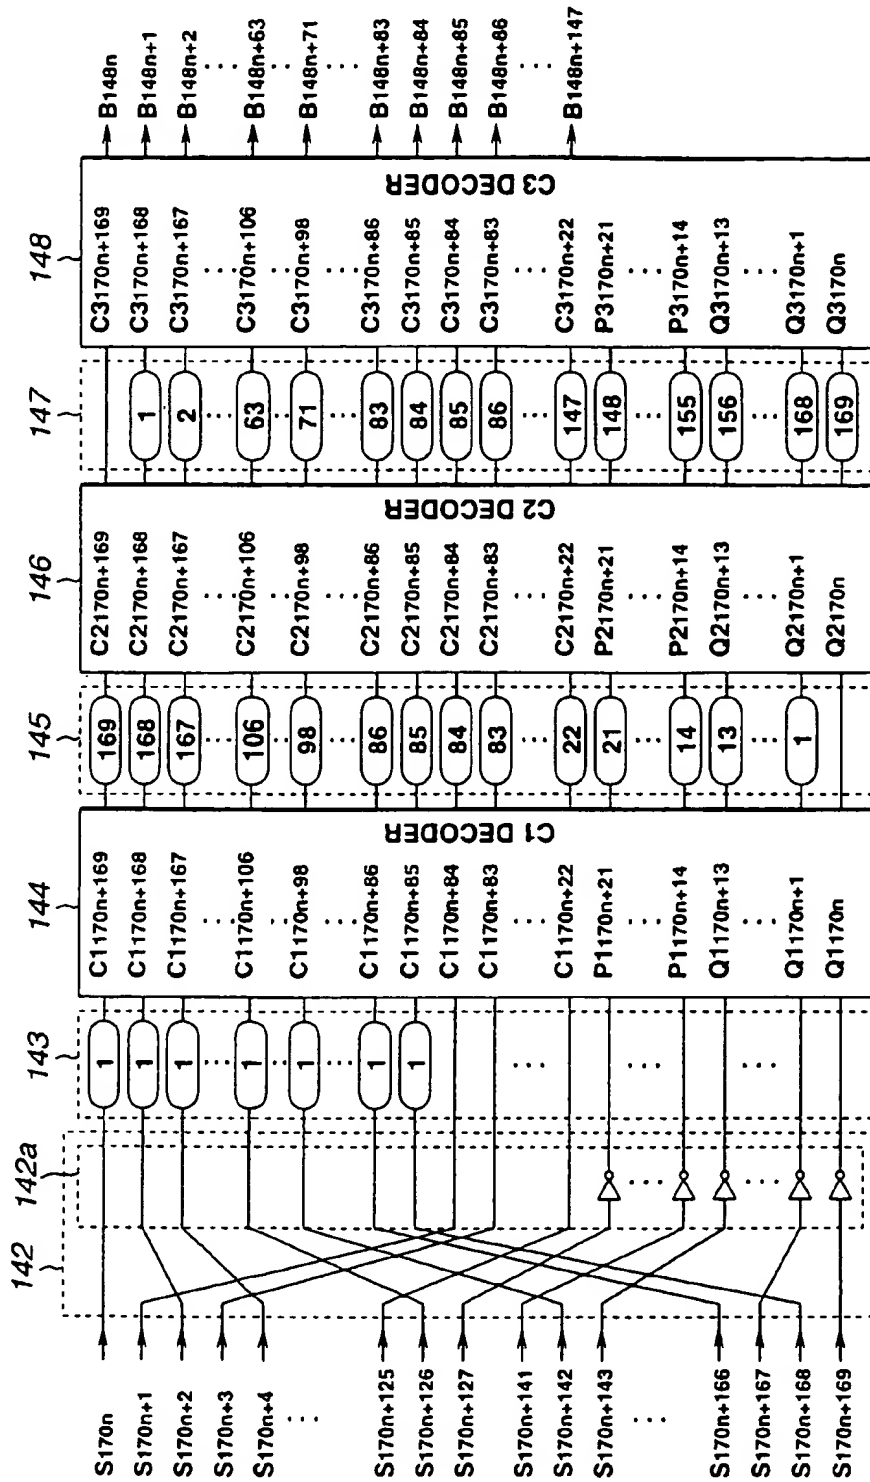 142
142a
143
144
145
146
147
148
S170n
S170n+1
S170n+2
S170n+3
S170n+4
...
S170n+125
S170n+126
S170n+127
S170n+141
S170n+142
S170n+143
...
S170n+166
S170n+167
S170n+168
S170n+169
1
1
1
...
1
...
1
...
1
1
...
...
...
C1 DECODER
C1170n+169
C1170n+168
C1170n+167
...
C1170n+106
...
C1170n+98
...
C1170n+86
C1170n+85
C1170n+84
C1170n+83
...
C1170n+22
P1170n+21
...
P1170n+14
Q1170n+13
...
Q1170n+1
Q1170n
169
168
167
...
106
...
98
...
86
85
84
83
...
22
21
...
14
13
...
1
C2 DECODER
C2170n+169
C2170n+168
C2170n+167
...
C2170n+106
...
C2170n+98
...
C2170n+86
C2170n+85
C2170n+84
C2170n+83
...
C2170n+22
P2170n+21
...
P2170n+14
Q2170n+13
...
Q2170n+1
Q2170n
1
2
...
63
...
71
...
83
84
85
86
...
147
148
...
155
156
...
168
169
C3 DECODER
C3170n+169
C3170n+168
C3170n+167
...
C3170n+106
...
C3170n+98
...
C3170n+86
C3170n+85
C3170n+84
C3170n+83
...
C3170n+22
P3170n+21
...
P3170n+14
Q3170n+13
...
Q3170n+1
Q3170n
B148n
B148n+1
B148n+2
...
B148n+63
...
B148n+71
...
B148n+83
B148n+84
B148n+85
B148n+86
...
B148n+147